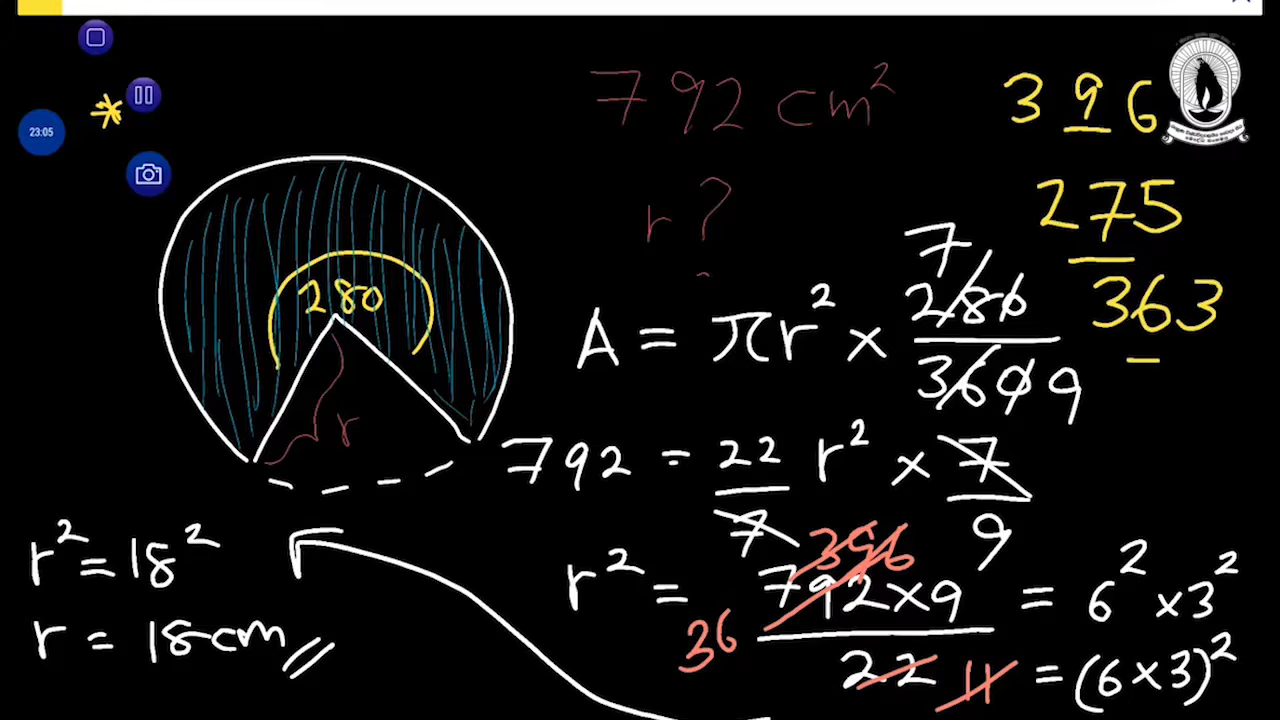 23:05
792 cm²
r ?
396
275
363
280
r
A = πr² × 280/360
7
9
792 = 22/7 r² × 7/9
r² = 792×9/22 = 6² × 3²
396
36
11
= (6×3)²
r² = 18²
r = 18cm